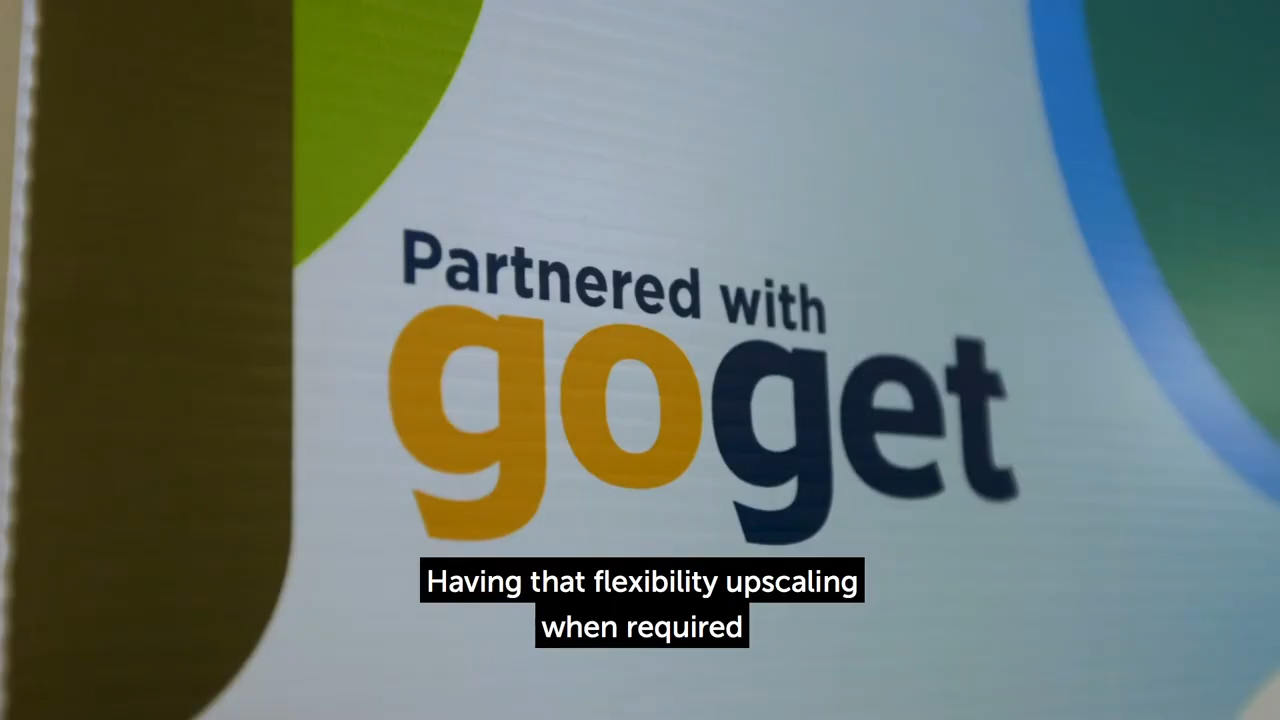 Partnered with
goget
Having that flexibility upscaling
when required